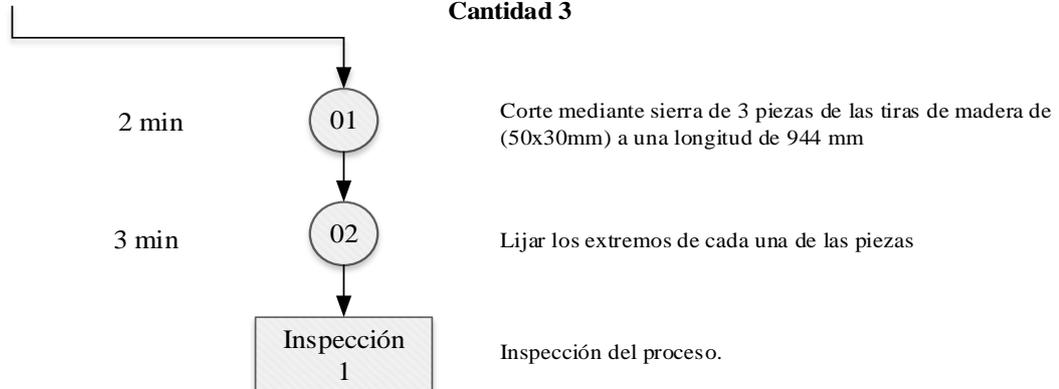 Cantidad 3
2 min
01
Corte mediante sierra de 3 piezas de las tiras de madera de
(50x30mm) a una longitud de 944 mm
3 min
02
Lijar los extremos de cada una de las piezas
Inspección
1
Inspección del proceso.